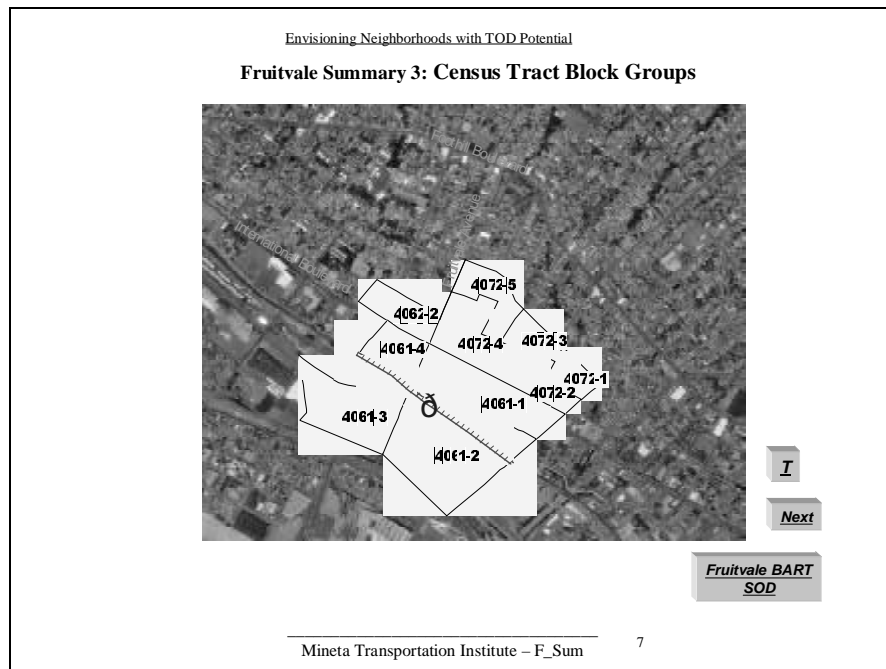 Envisioning Neighborhoods with TOD Potential
Fruitvale Summary 3: Census Tract Block Groups
International Boulevard
4072-5
4062-2
4061-4
4072-4
4072-3
4072-1
4072-2
4061-1
4061-3
4061-2
T
Next
Fruitvale BART
SOD
Mineta Transportation Institute – F_Sum
7